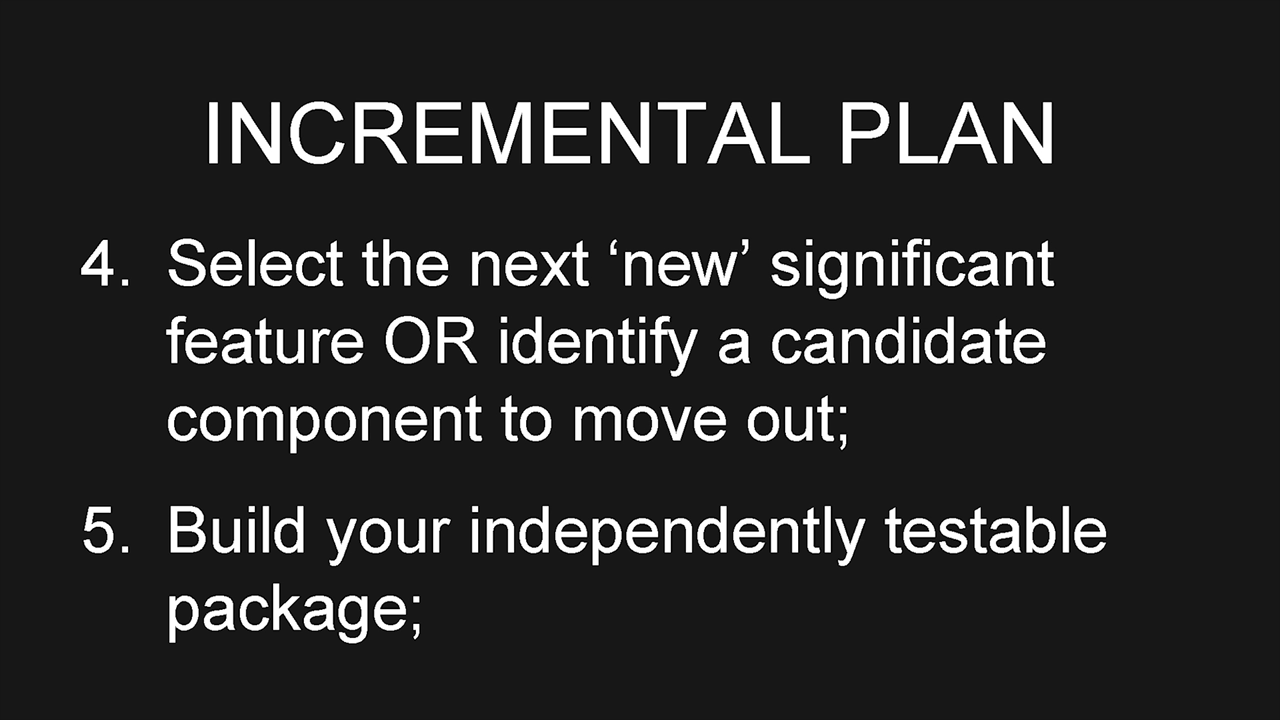 INCREMENTAL PLAN
4. Select the next ‘new’ significant
feature OR identify a candidate
component to move out;
5. Build your independently testable
package;